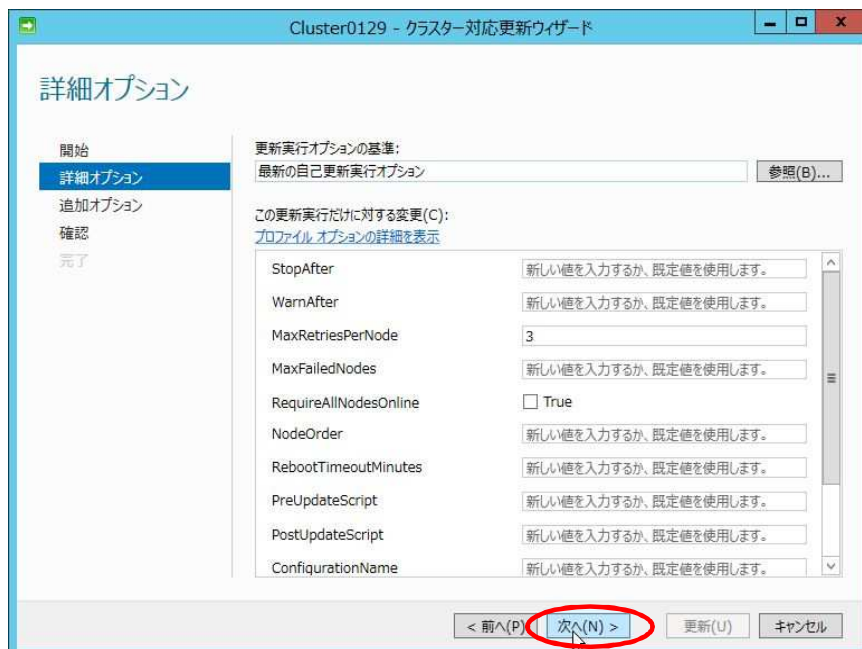 Cluster0129 - クラスター対応更新ウィザード
詳細オプション
開始
詳細オプション
追加オプション
確認
完了
更新実行オプションの基準:
最新の自己更新実行オプション
参照(B)...
この更新実行だけに対する変更(C):
プロファイル オプションの詳細を表示
StopAfter 新しい値を入力するか、既定値を使用します。
WarnAfter 新しい値を入力するか、既定値を使用します。
MaxRetriesPerNode 3
MaxFailedNodes 新しい値を入力するか、既定値を使用します。
RequireAllNodesOnline True
NodeOrder 新しい値を入力するか、既定値を使用します。
RebootTimeoutMinutes 新しい値を入力するか、既定値を使用します。
PreUpdateScript 新しい値を入力するか、既定値を使用します。
PostUpdateScript 新しい値を入力するか、既定値を使用します。
ConfigurationName 新しい値を入力するか、既定値を使用します。
< 前へ(P) 次へ(N) > 更新(U) キャンセル